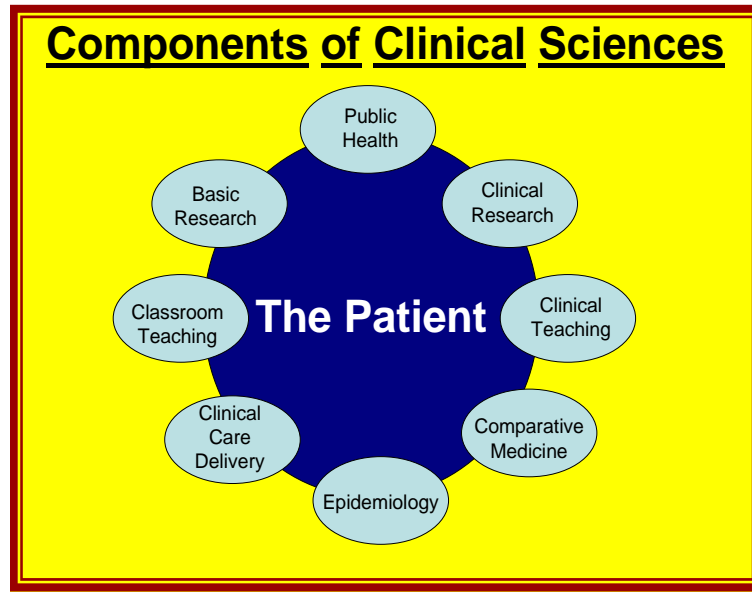 Components of Clinical Sciences
Public
Health
Basic
Research
Clinical
Research
Classroom
Teaching
The Patient
Clinical
Teaching
Clinical
Care
Delivery
Comparative
Medicine
Epidemiology